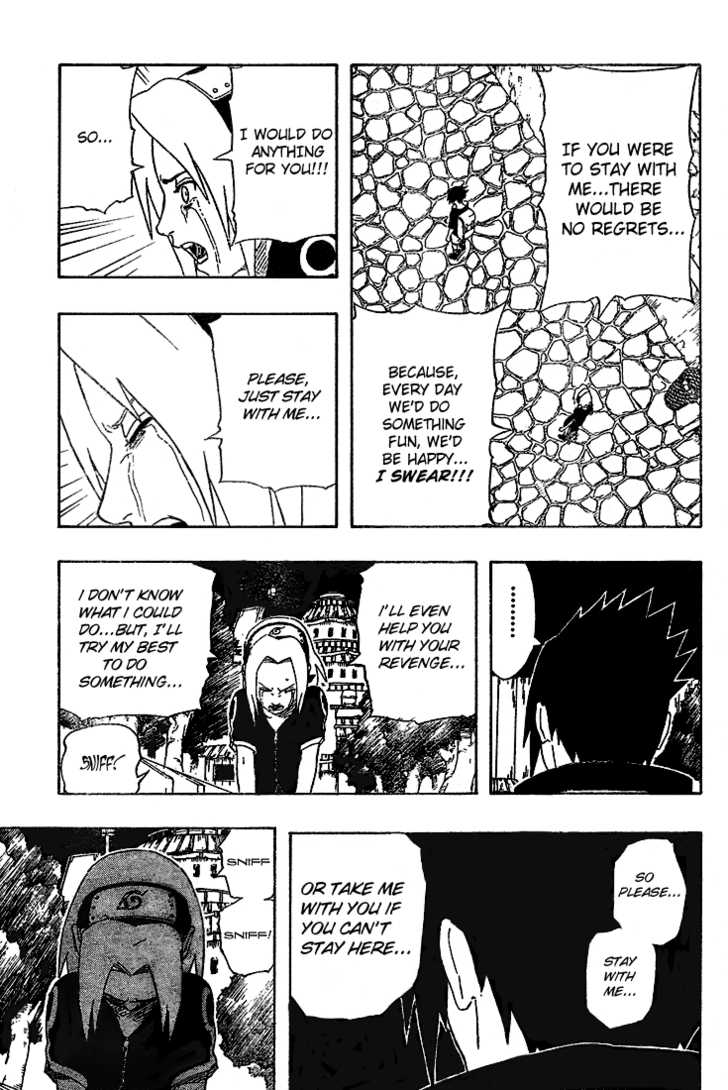 IF YOU WERE
TO STAY WITH
ME...THERE
WOULD BE
NO REGRETS...
BECAUSE,
EVERY DAY
WE'D DO
SOMETHING
FUN, WE'D
BE HAPPY...
I SWEAR!!!
I WOULD DO
ANYTHING
FOR YOU!!!
SO...
PLEASE,
JUST STAY
WITH ME...
.........
I'LL EVEN
HELP YOU
WITH YOUR
REVENGE...
I DON'T KNOW
WHAT I COULD
DO...BUT, I'LL
TRY MY BEST
TO DO
SOMETHING...
SNIFF!
SO
PLEASE...
STAY
WITH
ME...
OR TAKE ME
WITH YOU IF
YOU CAN'T
STAY HERE...
SNIFF
SNIFF!